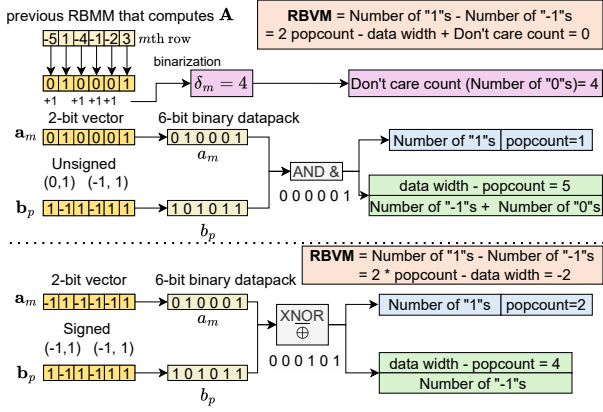 previous RBMM that computes A
RBVM = Number of "1"s - Number of "-1"s
= 2 popcount - data width + Don't care count = 0
-5 1 -4 -1 -2 3
mth row
binarization
0 1 0 0 0 1
δm = 4
Don't care count (Number of "0"s)= 4
+1 +1 +1 +1
2-bit vector
6-bit binary datapack
am
0 1 0 0 0 1
0 1 0 0 0 1
am
Number of "1"s
popcount=1
Unsigned
(0,1) (-1, 1)
AND &
0 0 0 0 0 1
data width - popcount = 5
Number of "-1"s + Number of "0"s
bp
1 -1 1 -1 1 1
1 0 1 0 1 1
bp
RBVM = Number of "1"s - Number of "-1"s
= 2 * popcount - data width = -2
2-bit vector
6-bit binary datapack
am
-1 1 -1 -1 -1 1
0 1 0 0 0 1
am
XNOR
⊕
Number of "1"s
popcount=2
Signed
(-1,1) (-1, 1)
0 0 0 1 0 1
data width - popcount = 4
Number of "-1"s
bp
1 -1 1 -1 1 1
1 0 1 0 1 1
bp